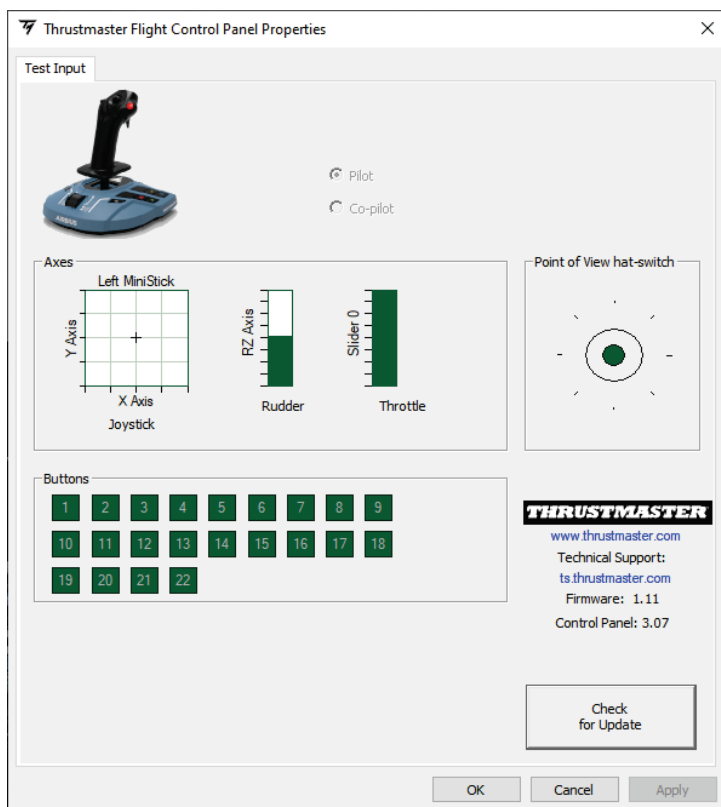 Thrustmaster Flight Control Panel Properties
Test Input
AIRBUS
Pilot
Co-pilot
Axes
Left MiniStick
Y Axis
X Axis
Joystick
RZ Axis
Rudder
Slider 0
Throttle
Point of View hat-switch
Buttons
1 2 3 4 5 6 7 8 9
10 11 12 13 14 15 16 17 18
19 20 21 22
THRUSTMASTER
www.thrustmaster.com
Technical Support:
ts.thrustmaster.com
Firmware: 1.11
Control Panel: 3.07
Check
for Update
OK Cancel Apply